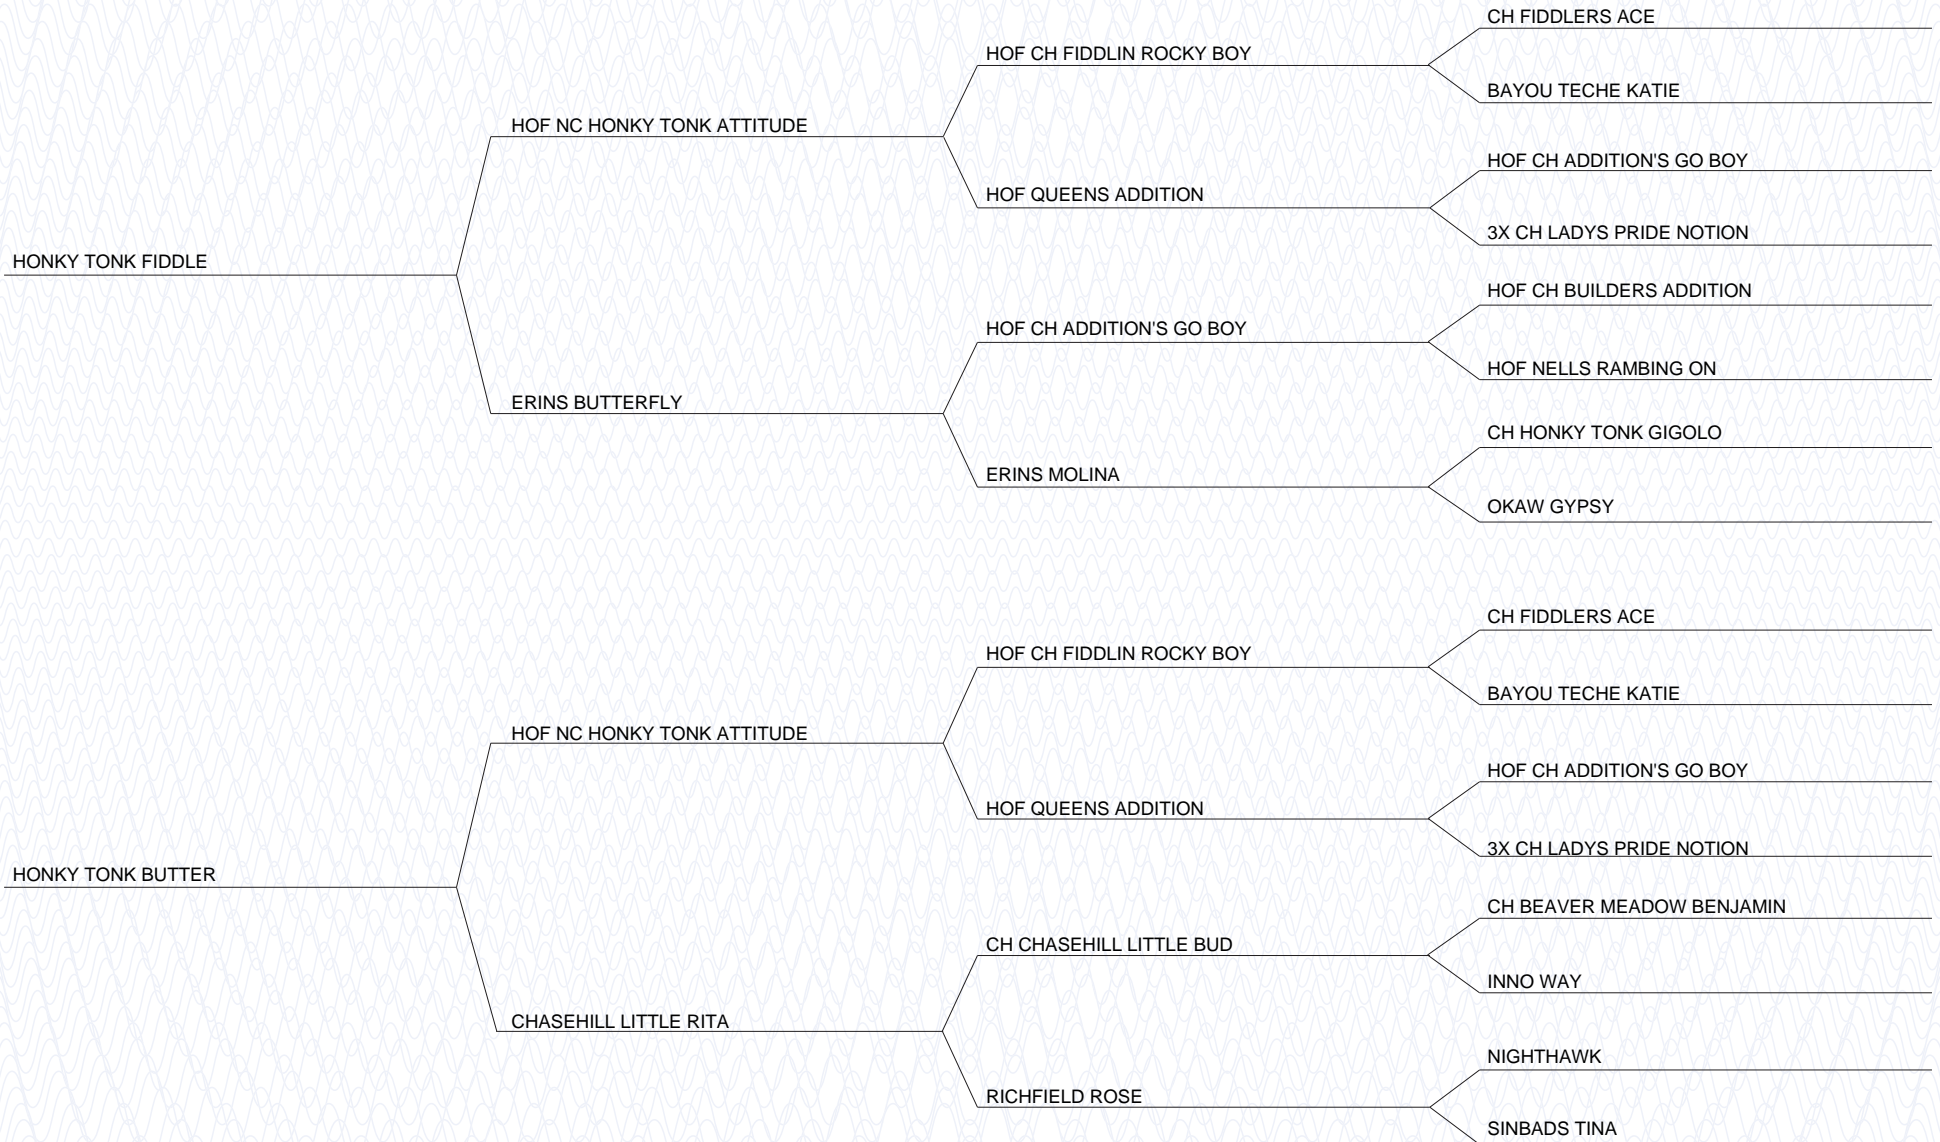 CH FIDDLERS ACE
HOF CH FIDDLIN ROCKY BOY
BAYOU TECHE KATIE
HOF NC HONKY TONK ATTITUDE
HOF CH ADDITION'S GO BOY
HOF QUEENS ADDITION
3X CH LADYS PRIDE NOTION
HONKY TONK FIDDLE
HOF CH BUILDERS ADDITION
HOF CH ADDITION'S GO BOY
HOF NELLS RAMBING ON
ERINS BUTTERFLY
CH HONKY TONK GIGOLO
ERINS MOLINA
OKAW GYPSY
CH FIDDLERS ACE
HOF CH FIDDLIN ROCKY BOY
BAYOU TECHE KATIE
HOF NC HONKY TONK ATTITUDE
HOF CH ADDITION'S GO BOY
HOF QUEENS ADDITION
3X CH LADYS PRIDE NOTION
HONKY TONK BUTTER
CH BEAVER MEADOW BENJAMIN
CH CHASEHILL LITTLE BUD
INNO WAY
CHASEHILL LITTLE RITA
NIGHTHAWK
RICHFIELD ROSE
SINBADS TINA